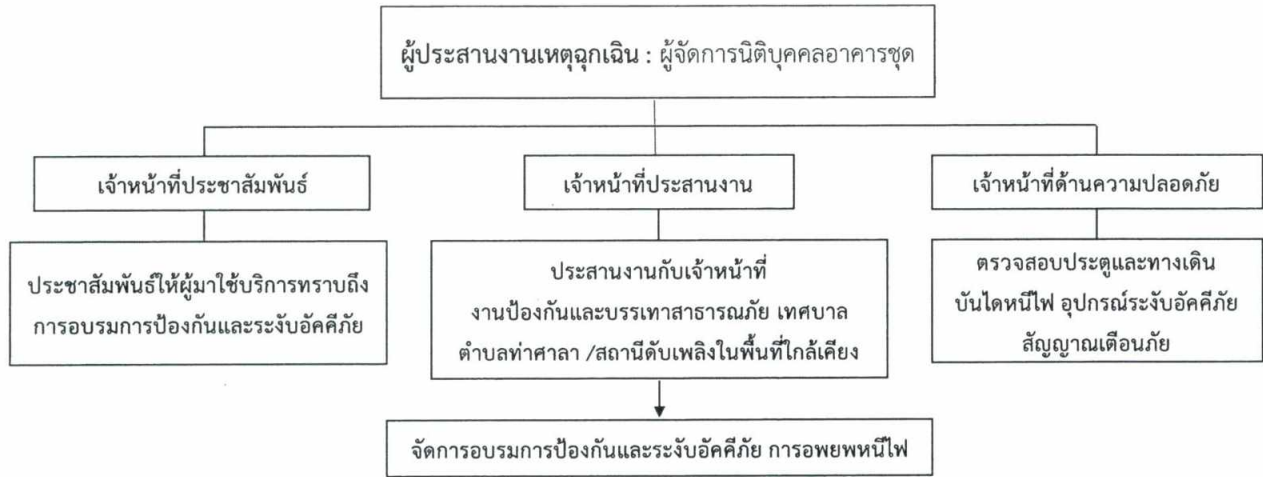 ผู้ประสานงานเหตุฉุกเฉิน : ผู้จัดการนิติบุคคลอาคารชุด
เจ้าหน้าที่ประชาสัมพันธ์
เจ้าหน้าที่ประสานงาน
เจ้าหน้าที่ด้านความปลอดภัย
ประชาสัมพันธ์ให้ผู้มาใช้บริการทราบถึง
การอบรมการป้องกันและระงับอัคคีภัย
ประสานงานกับเจ้าหน้าที่
งานป้องกันและบรรเทาสาธารณภัย เทศบาล
ตำบลท่าศาลา /สถานีดับเพลิงในพื้นที่ใกล้เคียง
ตรวจสอบประตูและทางเดิน
บันไดหนีไฟ อุปกรณ์ระงับอัคคีภัย
สัญญาณเตือนภัย
จัดการอบรมการป้องกันและระงับอัคคีภัย การอพยพหนีไฟ